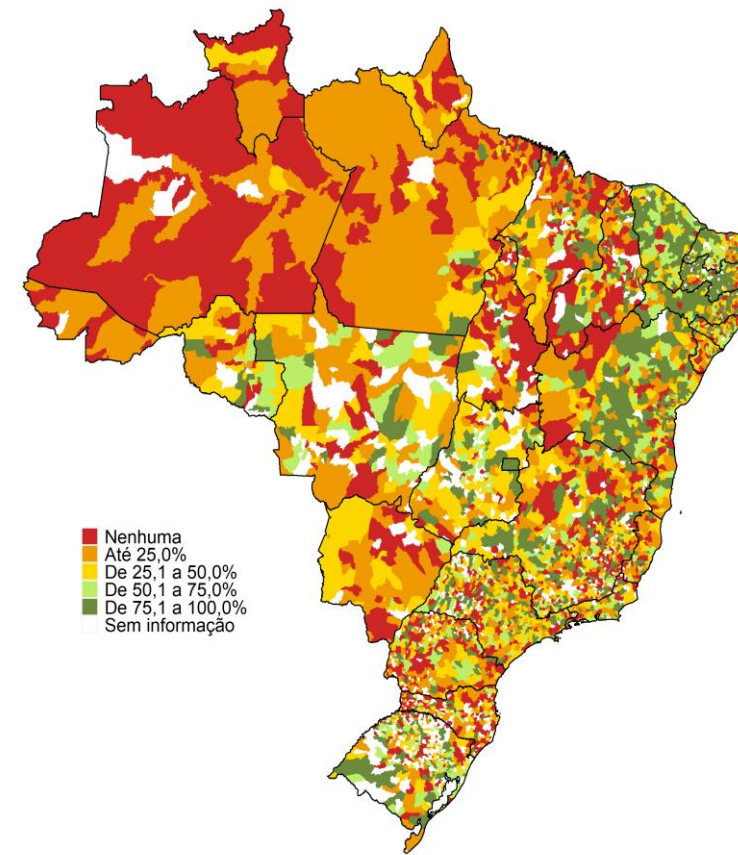 Nenhuma
Até 25,0%
De 25,1 a 50,0%
De 50,1 a 75,0%
De 75,1 a 100,0%
Sem informação